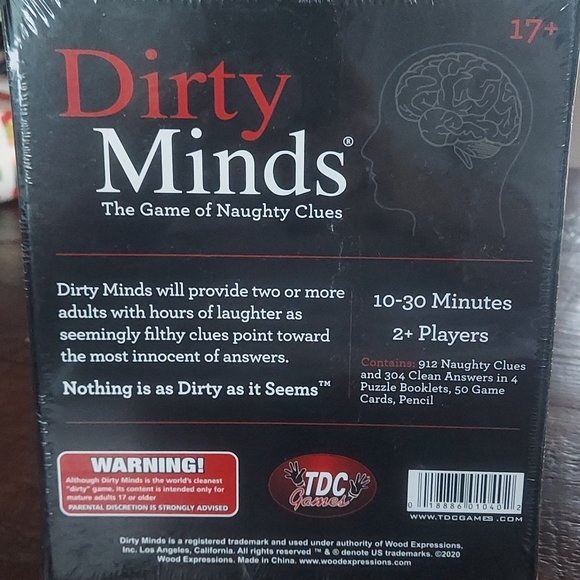 17+
Dirty
Minds®
The Game of Naughty Clues
Dirty Minds will provide two or more
adults with hours of laughter as
seemingly filthy clues point toward
the most innocent of answers.
Nothing is as Dirty as it Seems™
10-30 Minutes
2+ Players
Contains: 912 Naughty Clues
and 304 Clean Answers in 4
Puzzle Booklets, 50 Game
Cards, Pencil
WARNING!
Although Dirty Minds is the world's cleanest
"dirty" game, its content is intended only for
mature adults 17 or older
PARENTAL DISCRETION IS STRONGLY ADVISED
TDC
Games
0 18886 01040 2
WWW.TDCGAMES.COM
Dirty Minds is a registered trademark and used under authority of Wood Expressions.
Inc. Los Angeles, California. All rights reserved ™ & ® denote US trademarks. ©2020
Wood Expressions. Made in China. www.woodexpressions.com